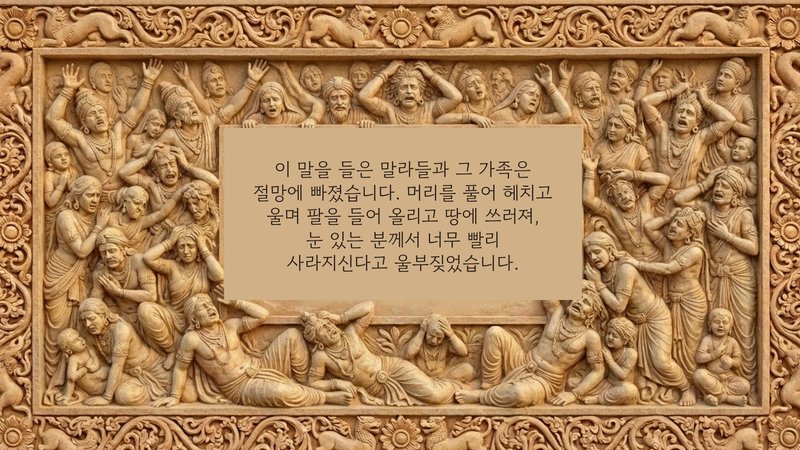 이 말을 들은 말라들과 그 가족은
절망에 빠졌습니다. 머리를 풀어 헤치고
울며 팔을 들어 올리고 땅에 쓰러져,
눈 있는 분께서 너무 빨리
사라지신다고 울부짖었습니다.